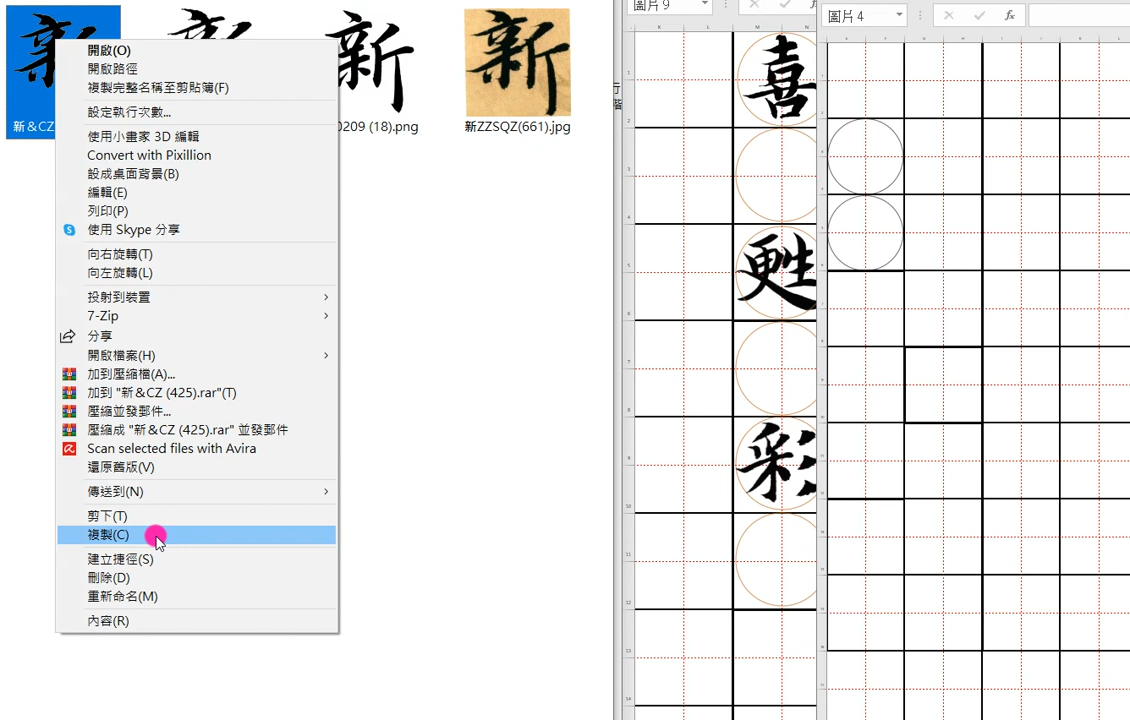 新
新
新
新
新＆CZ
0209 (18).png
新ZZSQZ(661).jpg
開啟(O)
開啟路徑
複製完整名稱至剪貼簿(F)
設定執行次數...
使用小畫家 3D 編輯
Convert with Pixillion
設成桌面背景(B)
編輯(E)
列印(P)
使用 Skype 分享
向右旋轉(T)
向左旋轉(L)
投射到裝置
7-Zip
分享
開啟檔案(H)
加到壓縮檔(A)...
加到 "新＆CZ (425).rar"(T)
壓縮並發郵件...
壓縮成 "新＆CZ (425).rar" 並發郵件
Scan selected files with Avira
還原舊版(V)
傳送到(N)
剪下(T)
複製(C)
建立捷徑(S)
刪除(D)
重新命名(M)
內容(R)
圖片 9
喜
甦
彩
圖片 4
fx